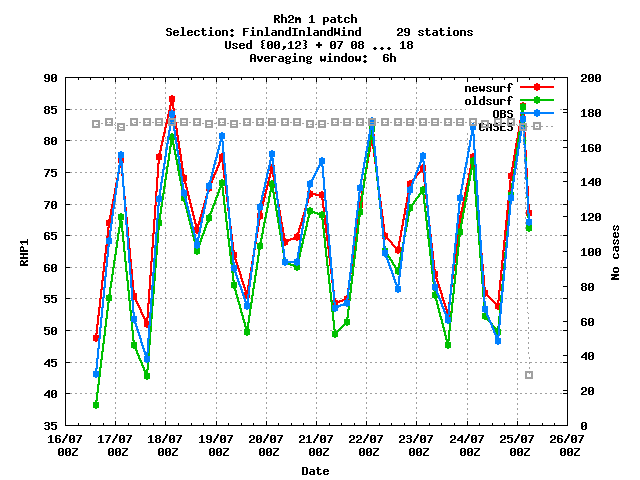 Rh2m 1 patch
Selection: FinlandInlandWind     29 stations
Used {00,12} + 07 08 ... 18
Averaging window:  6h
newsurf
oldsurf
OBS
CASES
90
85
80
75
70
65
60
55
50
45
40
35
RHP1
200
180
160
140
120
100
80
60
40
20
0
No cases
16/07 17/07 18/07 19/07 20/07 21/07 22/07 23/07 24/07 25/07 26/07
00Z 00Z 00Z 00Z 00Z 00Z 00Z 00Z 00Z 00Z 00Z
Date